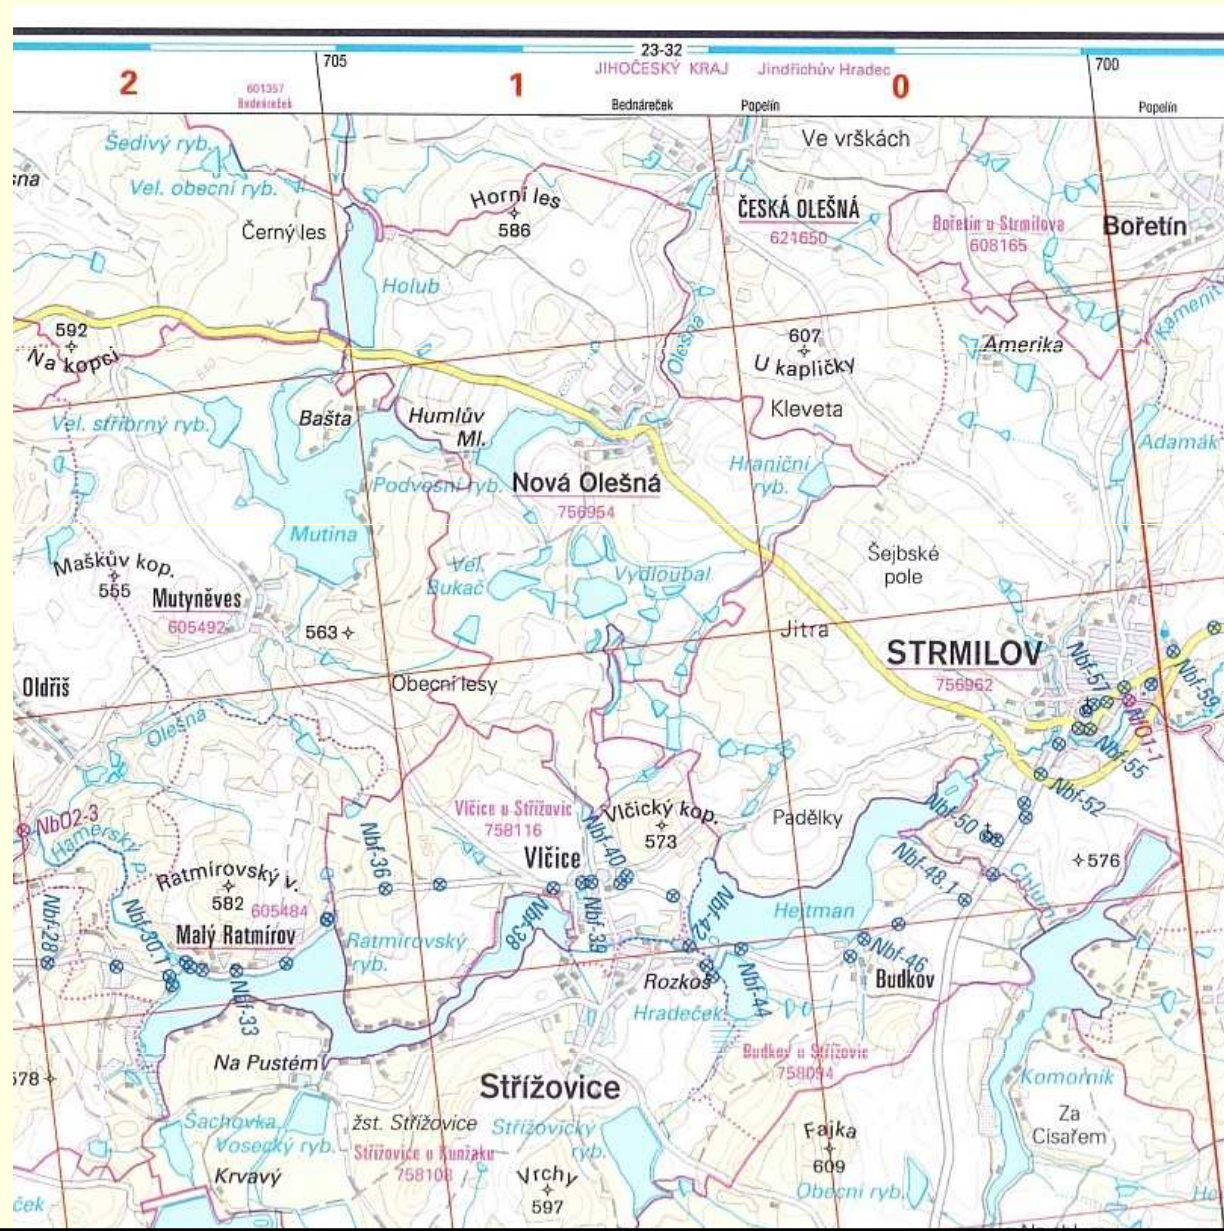 23-32
705
JIHOČESKÝ KRAJ
Jindřichův Hradec
700
2
1
0
601357
Bednáreček
Bednáreček
Popelín
Popelín
Šedivý ryb.
Ve vrškách
Vel. obecní ryb.
Horní les
586
ČESKÁ OLEŠNÁ
621650
Bořetín u Strmilova
608165
Bořetín
Černý les
Holub
592
Na kopci
Olešná
607
U kapličky
Amerika
Kleveta
Bašta
Humlův
Ml.
Vel. stříbrný ryb.
Adamák
Podvesní ryb.
Nová Olešná
756954
Hraniční
ryb.
Mutina
Šejbské
pole
Maškův kop.
555
Vel.
Bukač
Vydloubal
Mutyněves
605492
563
Jitra
STRMILOV
756962
Nbf-57
Nbf-59
Oldřiš
Obecní lesy
Olešná
NfO1-1
Nbf-55
Nbf-52
NbO2-3
Hamerský p.
Vlčice u Střížovic
758116
Vlčický kop.
573
Padělky
Nbf-50
Nbf-36
Vlčice
Nbf-40
Nbf-48.1
576
Ratmírovský v.
582
605484
Malý Ratmírov
Nbf-28
Nbf-30.1
Nbf-38
Nbf-39
Nbf-42
Hejtman
Ratmírovský
ryb.
Nbf-33
Rozkoš
Nbf-44
Nbf-46
Budkov
Hradeček
Na Pustém
Budkov u Střížovic
758094
578
Střížovice
Komorník
Šachovka
Vosecký ryb.
žst. Střížovice
Střížovický
ryb.
Fajka
609
Za
Císařem
Střížovice u Kunžaku
758108
Krvavý
Vrchy
597
Obecní ryb.